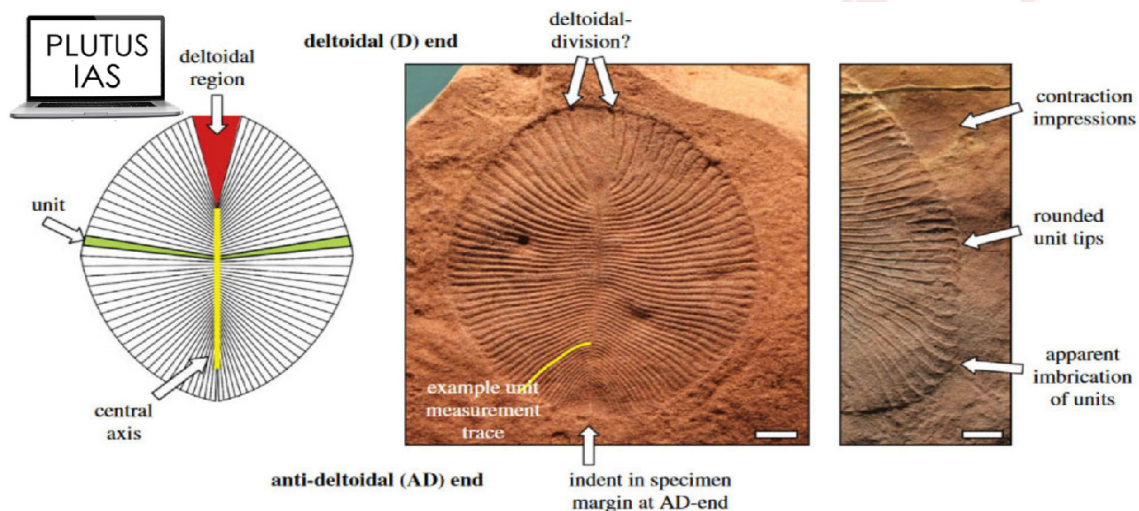 PLUTUS
IAS
deltoidal
region
deltoidal (D) end
deltoidal-
division?
contraction
impressions
unit
rounded
unit tips
example unit
measurement
trace
apparent
imbrication
of units
central
axis
anti-deltoidal (AD) end
indent in specimen
margin at AD-end